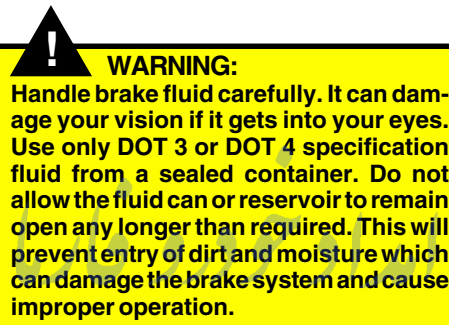 !
WARNING:
Handle brake fluid carefully. It can dam-
age your vision if it gets into your eyes.
Use only DOT 3 or DOT 4 specification
fluid from a sealed container. Do not
allow the fluid can or reservoir to remain
open any longer than required. This will
prevent entry of dirt and moisture which
can damage the brake system and cause
improper operation.
امداد خودرو فارسا